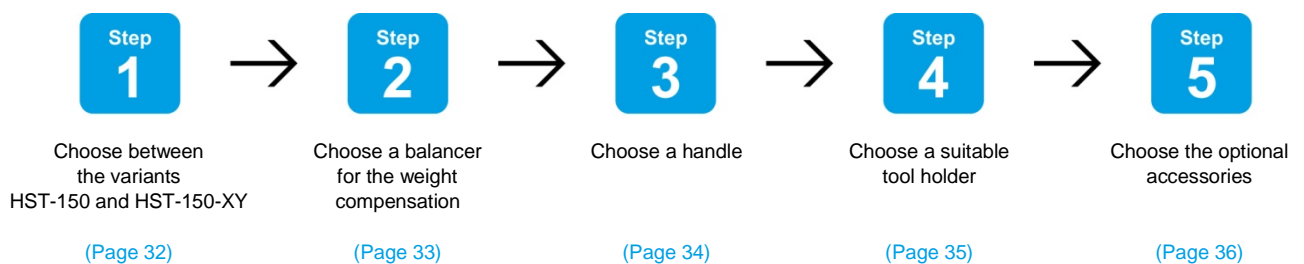 Step
1
Step
2
Step
3
Step
4
Step
5
Choose between
the variants
HST-150 and HST-150-XY
(Page 32)
Choose a balancer
for the weight
compensation
(Page 33)
Choose a handle
(Page 34)
Choose a suitable
tool holder
(Page 35)
Choose the optional
accessories
(Page 36)